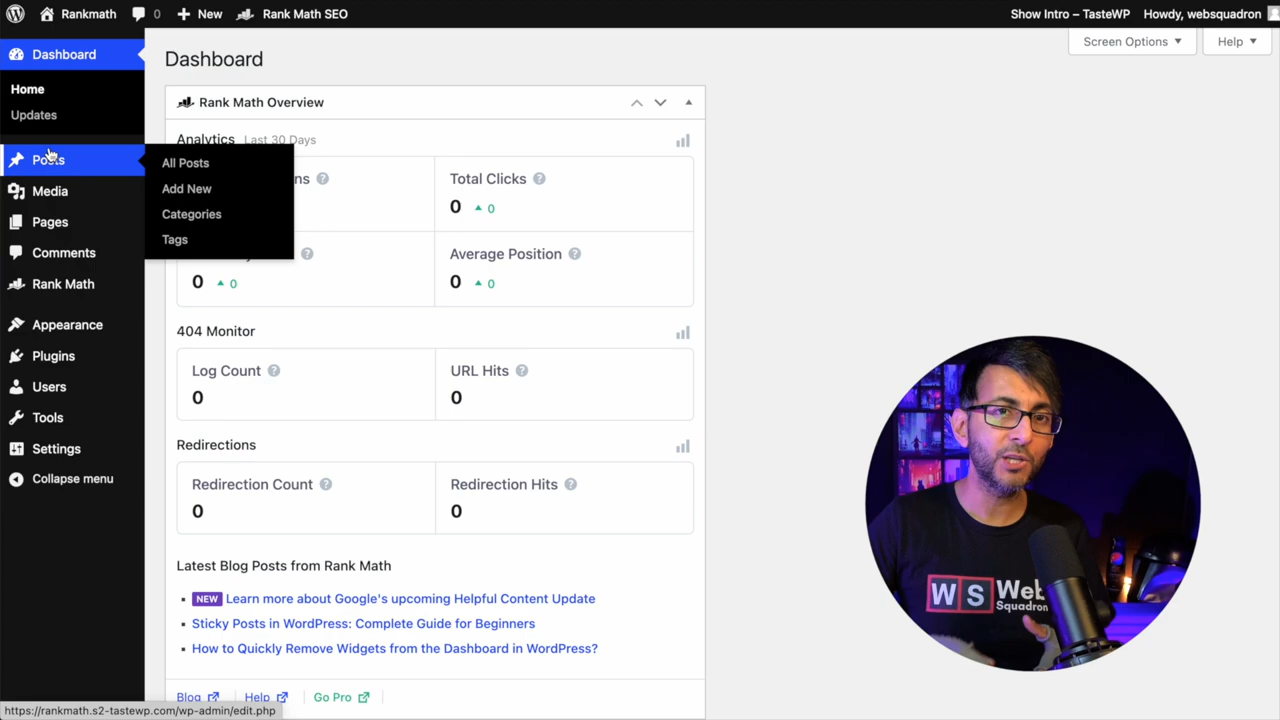 Rankmath
0
New
Rank Math SEO
Show Intro – TasteWP
Howdy, websquadron
Dashboard
Home
Updates
Posts
Media
Pages
Comments
Rank Math
Appearance
Plugins
Users
Tools
Settings
Collapse menu
All Posts
Add New
Categories
Tags
Screen Options
Help
Dashboard
Rank Math Overview
Analytics Last 30 Days
ns
Total Clicks
0 0
Average Position
0 0
0 0
404 Monitor
Log Count
0
URL Hits
0
Redirections
Redirection Count
0
Redirection Hits
0
Latest Blog Posts from Rank Math
NEW Learn more about Google's upcoming Helpful Content Update
Sticky Posts in WordPress: Complete Guide for Beginners
How to Quickly Remove Widgets from the Dashboard in WordPress?
Blog Help Go Pro
https://rankmath.s2-tastewp.com/wp-admin/edit.php
W S Web
Squadron